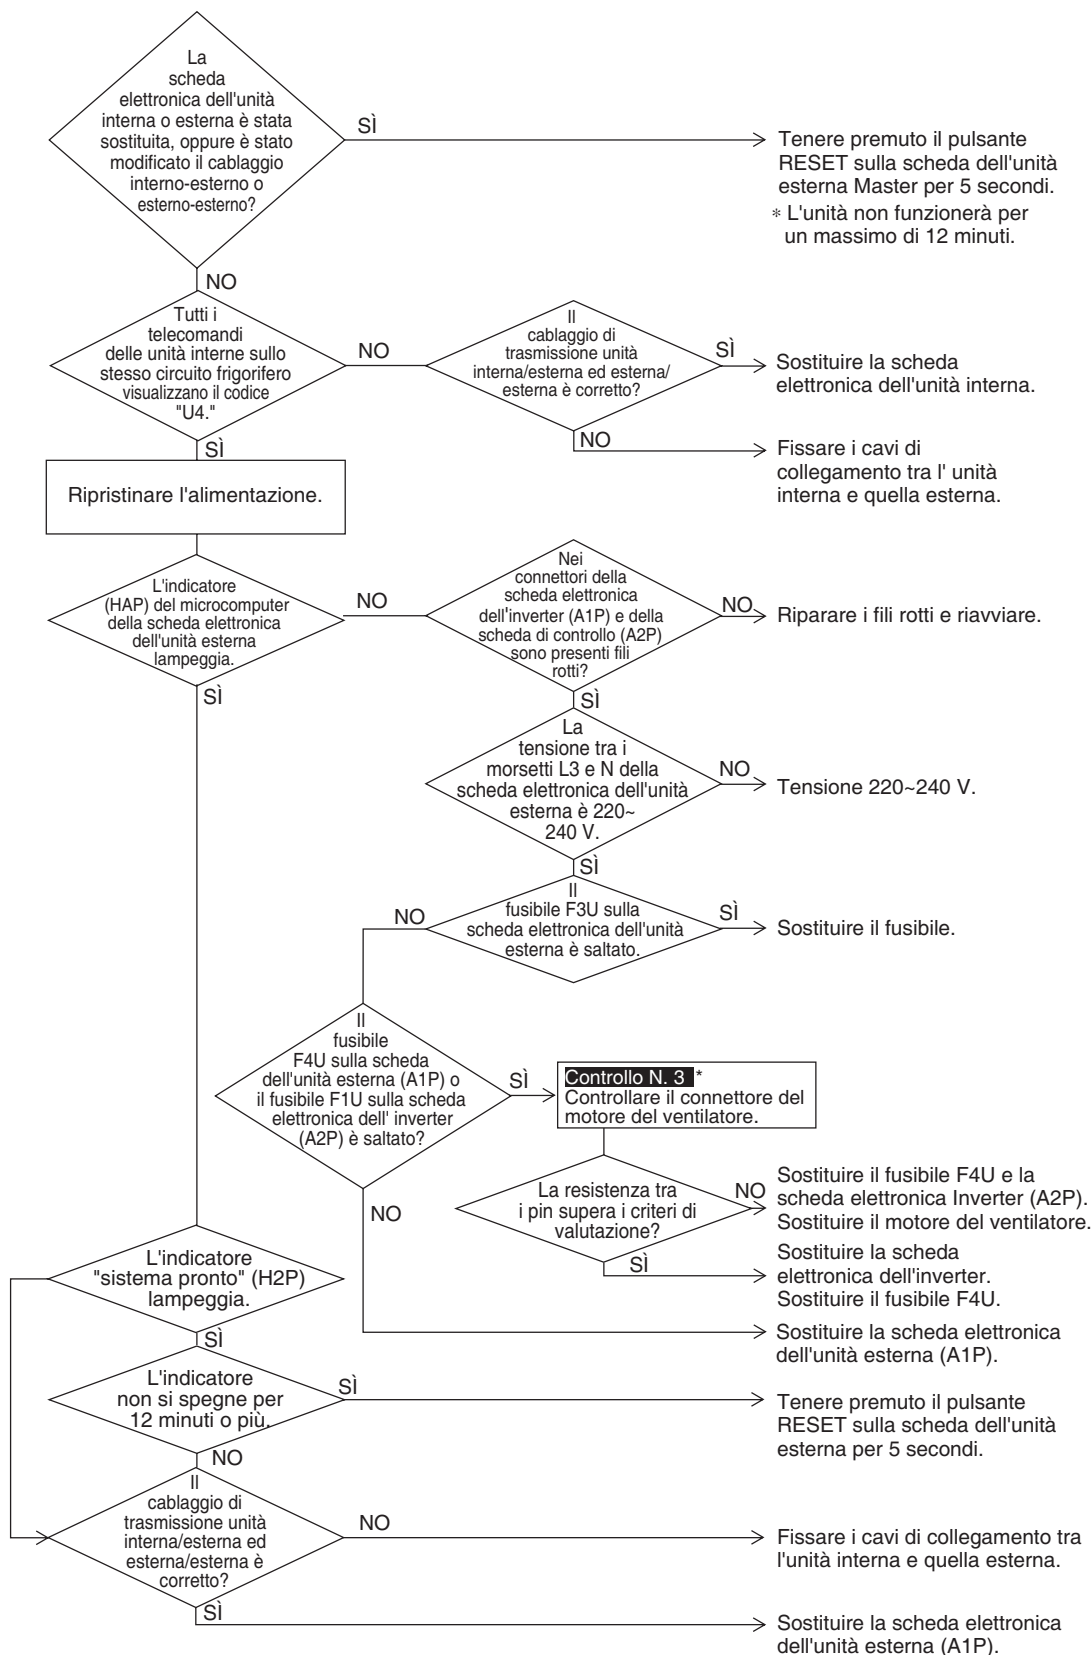 La
scheda
elettronica dell'unità
interna o esterna è stata
sostituita, oppure è stato
modificato il cablaggio
interno-esterno o
esterno-esterno?
SÌ
Tenere premuto il pulsante
RESET sulla scheda dell'unità
esterna Master per 5 secondi.
* L'unità non funzionerà per
un massimo di 12 minuti.
NO
Tutti i
telecomandi
delle unità interne sullo
stesso circuito frigorifero
visualizzano il codice
"U4."
NO
Il
cablaggio di
trasmissione unità
interna/esterna ed esterna/
esterna è corretto?
SÌ
Sostituire la scheda
elettronica dell'unità interna.
NO
Fissare i cavi di
collegamento tra l' unità
interna e quella esterna.
SÌ
Ripristinare l'alimentazione.
L'indicatore
(HAP) del microcomputer
della scheda elettronica
dell'unità esterna
lampeggia.
NO
Nei
connettori della
scheda elettronica
dell'inverter (A1P) e della
scheda di controllo (A2P)
sono presenti fili
rotti?
NO
Riparare i fili rotti e riavviare.
SÌ
SÌ
La
tensione tra i
morsetti L3 e N della
scheda elettronica dell'unità
esterna è 220~
240 V.
NO
Tensione 220~240 V.
SÌ
Il
fusibile F3U sulla
scheda elettronica dell'unità
esterna è saltato.
SÌ
Sostituire il fusibile.
NO
Il
fusibile
F4U sulla scheda
dell'unità esterna (A1P) o
il fusibile F1U sulla scheda
elettronica dell' inverter
(A2P) è saltato?
SÌ
Controllo N. 3 *
Controllare il connettore del
motore del ventilatore.
La resistenza tra
i pin supera i criteri di
valutazione?
NO
Sostituire il fusibile F4U e la
scheda elettronica Inverter (A2P).
Sostituire il motore del ventilatore.
SÌ
Sostituire la scheda
elettronica dell'inverter.
Sostituire il fusibile F4U.
NO
Sostituire la scheda elettronica
dell'unità esterna (A1P).
L'indicatore
"sistema pronto" (H2P)
lampeggia.
SÌ
L'indicatore
non si spegne per
12 minuti o più.
SÌ
Tenere premuto il pulsante
RESET sulla scheda dell'unità
esterna per 5 secondi.
NO
Il
cablaggio di
trasmissione unità
interna/esterna ed
esterna/esterna è
corretto?
NO
Fissare i cavi di collegamento tra
l'unità interna e quella esterna.
SÌ
Sostituire la scheda elettronica
dell'unità esterna (A1P).